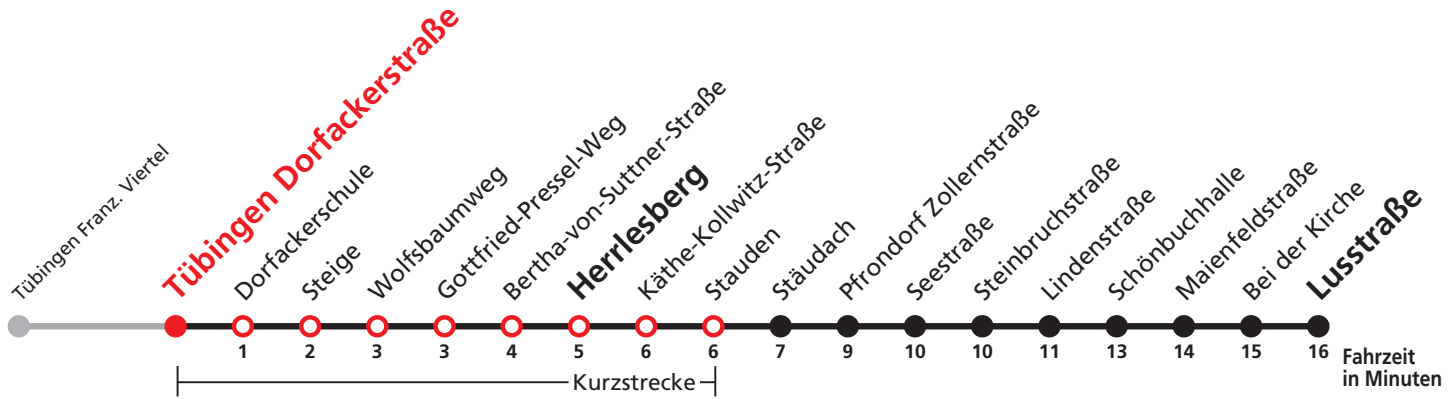 Tübingen Franz. Viertel
Tübingen Dorfackerstraße
Dorfackerschule
Steige
Wolfsbaumweg
Gottfried-Pressel-Weg
Bertha-von-Suttner-Straße
Herrlesberg
Käthe-Kollwitz-Straße
Stauden
Stäudach
Pfrondorf Zollernstraße
Seestraße
Steinbruchstraße
Lindenstraße
Schönbuchhalle
Maienfeldstraße
Bei der Kirche
Lusstraße
1 2 3 3 4 5 6 6 7 9 10 10 11 13 14 15 16
Fahrzeit
in Minuten
Kurzstrecke